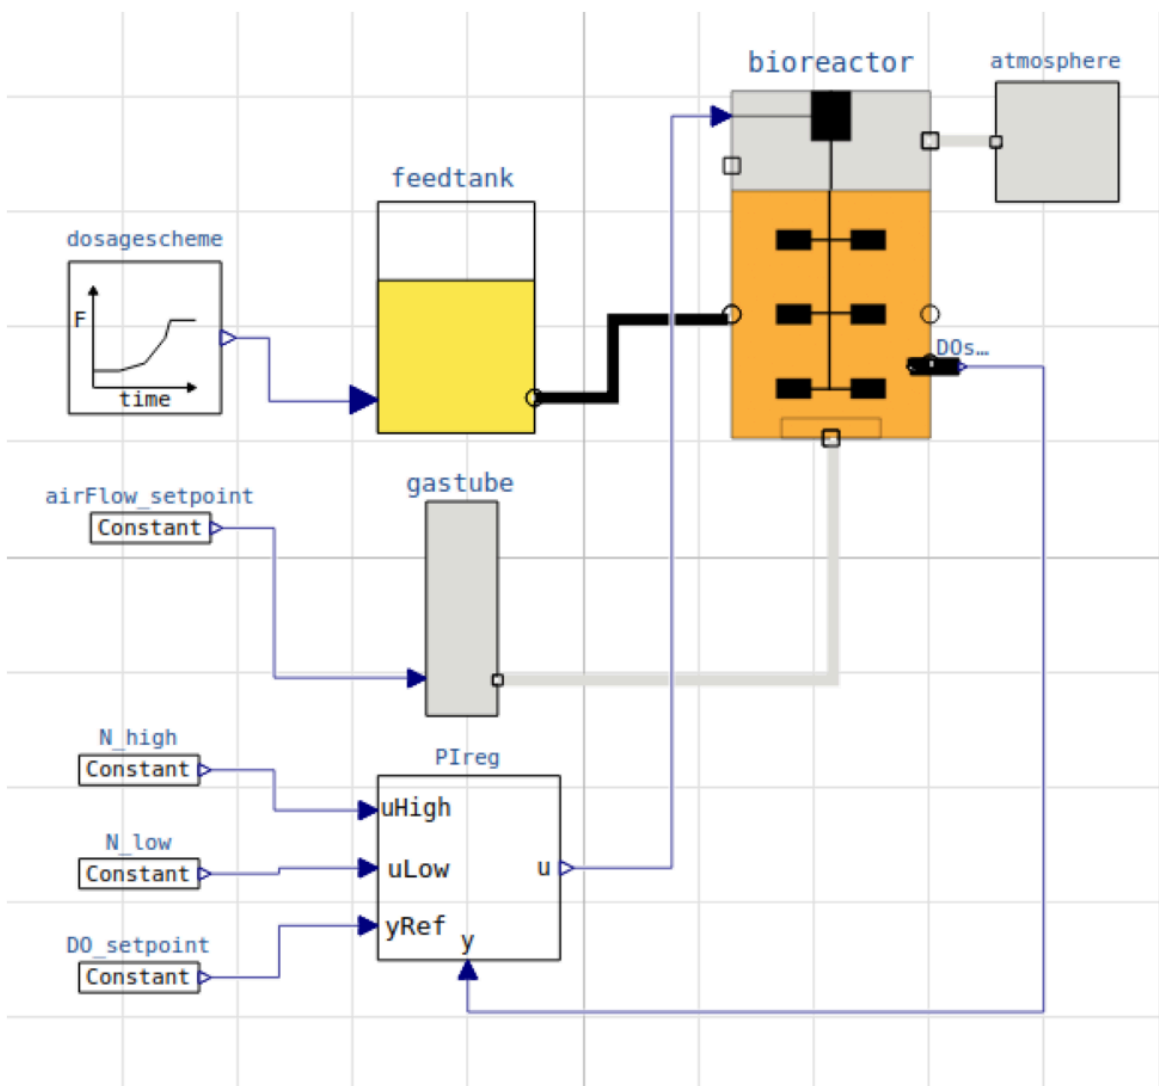 bioreactor
atmosphere
feedtank
dosagescheme
F
time
DOs…
gastube
airFlow_setpoint
Constant
N_high
Constant
PIreg
uHigh
N_low
Constant
uLow
u
yRef
y
DO_setpoint
Constant